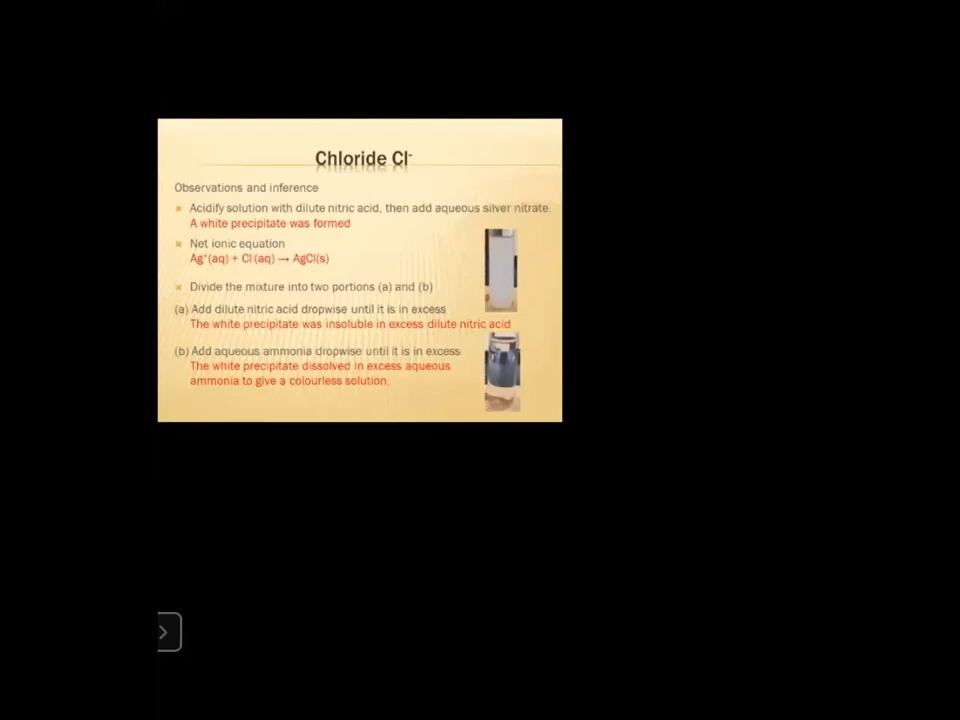 Chloride Cl⁻
Observations and inference
Acidify solution with dilute nitric acid, then add aqueous silver nitrate.
A white precipitate was formed
Net ionic equation
Ag⁺(aq) + Cl⁻(aq) → AgCl(s)
Divide the mixture into two portions (a) and (b)
(a) Add dilute nitric acid dropwise until it is in excess
The white precipitate was insoluble in excess dilute nitric acid
(b) Add aqueous ammonia dropwise until it is in excess
The white precipitate dissolved in excess aqueous
ammonia to give a colourless solution.